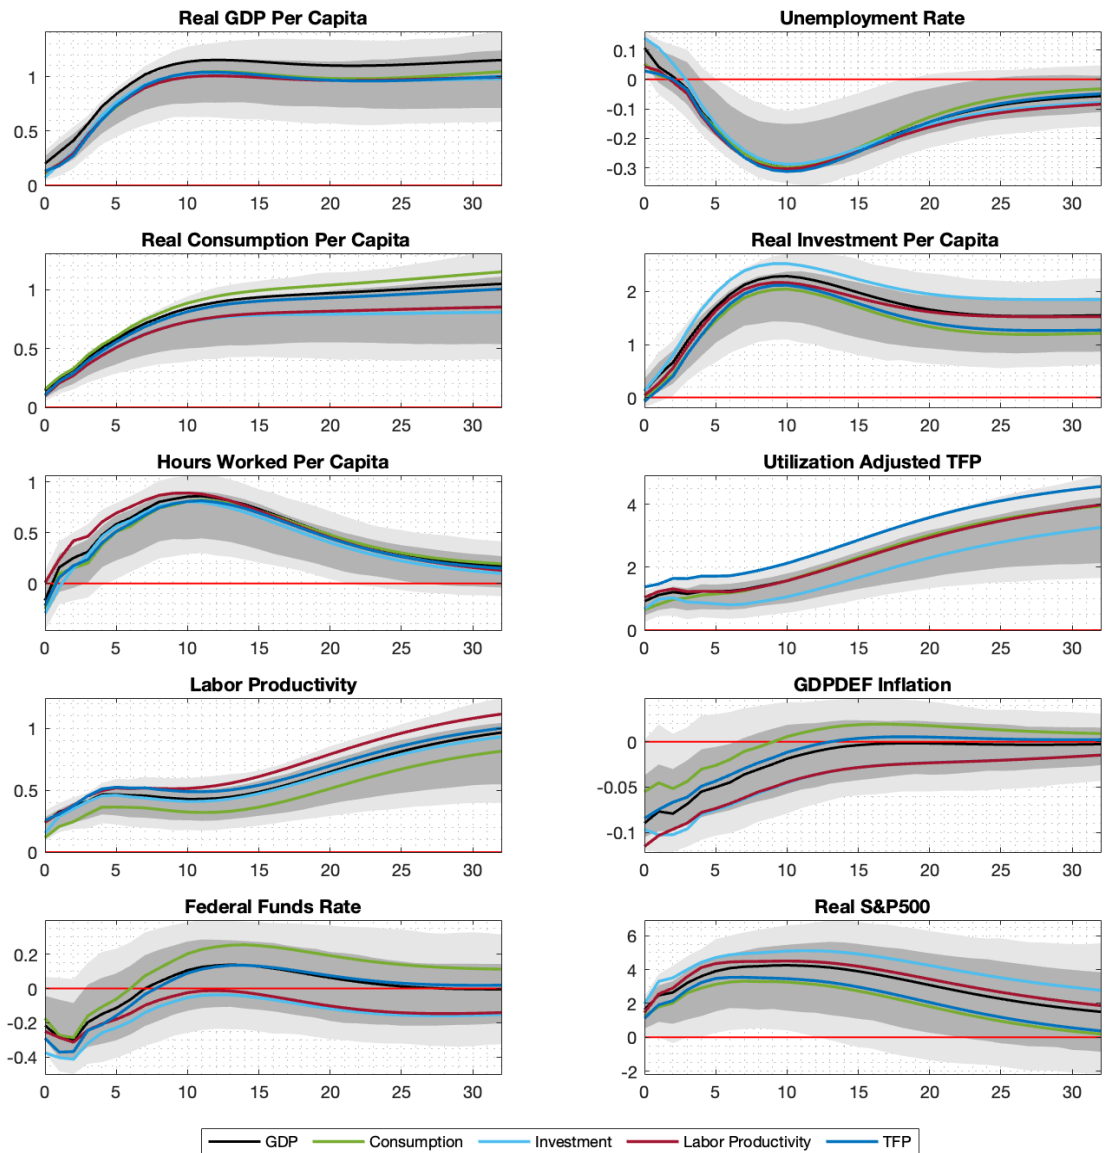 Real GDP Per Capita
1
0.5
0
0 5 10 15 20 25 30
Unemployment Rate
0.1
0
-0.1
-0.2
-0.3
0 5 10 15 20 25 30
Real Consumption Per Capita
1
0.5
0
0 5 10 15 20 25 30
Real Investment Per Capita
2
1
0
0 5 10 15 20 25 30
Hours Worked Per Capita
1
0.5
0
0 5 10 15 20 25 30
Utilization Adjusted TFP
4
2
0
0 5 10 15 20 25 30
Labor Productivity
1
0.5
0
0 5 10 15 20 25 30
GDPDEF Inflation
0
-0.05
-0.1
0 5 10 15 20 25 30
Federal Funds Rate
0.2
0
-0.2
-0.4
0 5 10 15 20 25 30
Real S&P500
6
4
2
0
-2
0 5 10 15 20 25 30
GDP Consumption Investment Labor Productivity TFP